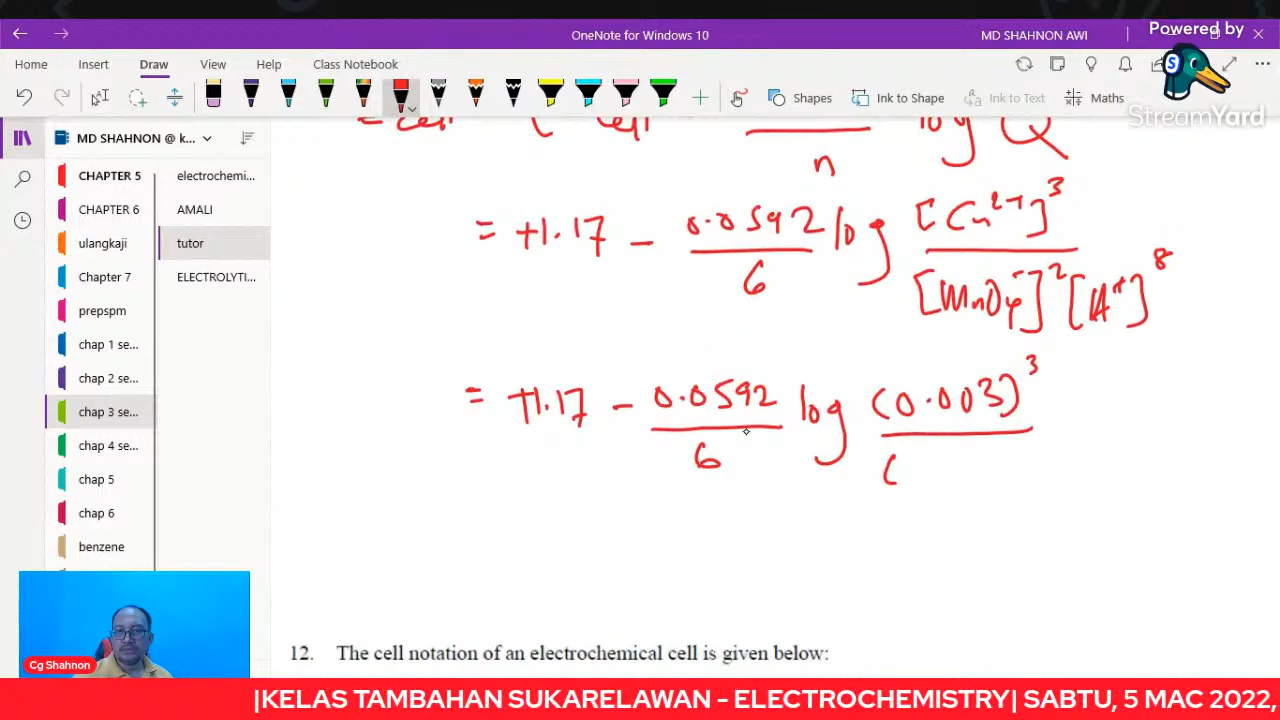 OneNote for Windows 10
MD SHAHNON AWI
Powered by
StreamYard
Home Insert Draw View Help Class Notebook
Shapes Ink to Shape Ink to Text Maths
MD SHAHNON @ k...
CHAPTER 5
CHAPTER 6
ulangkaji
Chapter 7
prepspm
chap 1 se...
chap 2 se...
chap 3 se...
chap 4 se...
chap 5
chap 6
benzene
electrochemi...
AMALI
tutor
ELECTROLYTI...
n log Q
= +1.17 - 0.0592/6 log [Cu²⁺]³/[MnO₄⁻]²[H⁺]⁸
= +1.17 - 0.0592/6 log (0.003)³/(
12. The cell notation of an electrochemical cell is given below:
Cg Shahnon
|KELAS TAMBAHAN SUKARELAWAN - ELECTROCHEMISTRY| SABTU, 5 MAC 2022,